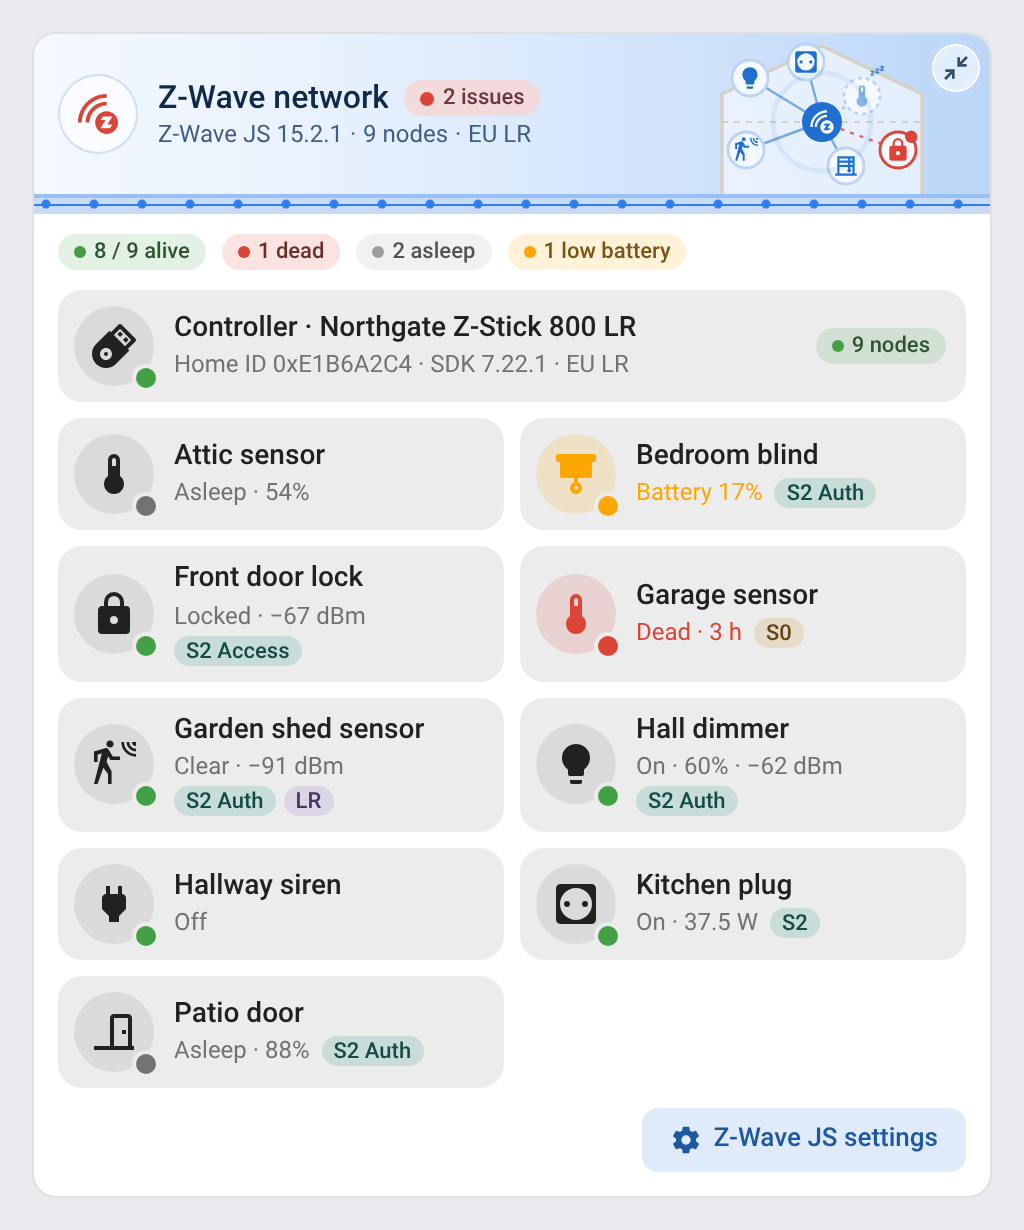 Z-Wave network
2 issues
Z-Wave JS 15.2.1 · 9 nodes · EU LR
zzz
8 / 9 alive
1 dead
2 asleep
1 low battery
Controller · Northgate Z-Stick 800 LR
Home ID 0xE1B6A2C4 · SDK 7.22.1 · EU LR
9 nodes
Attic sensor
Asleep · 54%
Bedroom blind
Battery 17% S2 Auth
Front door lock
Locked · −67 dBm
S2 Access
Garage sensor
Dead · 3 h S0
Garden shed sensor
Clear · −91 dBm
S2 Auth LR
Hall dimmer
On · 60% · −62 dBm
S2 Auth
Hallway siren
Off
Kitchen plug
On · 37.5 W S2
Patio door
Asleep · 88% S2 Auth
Z-Wave JS settings